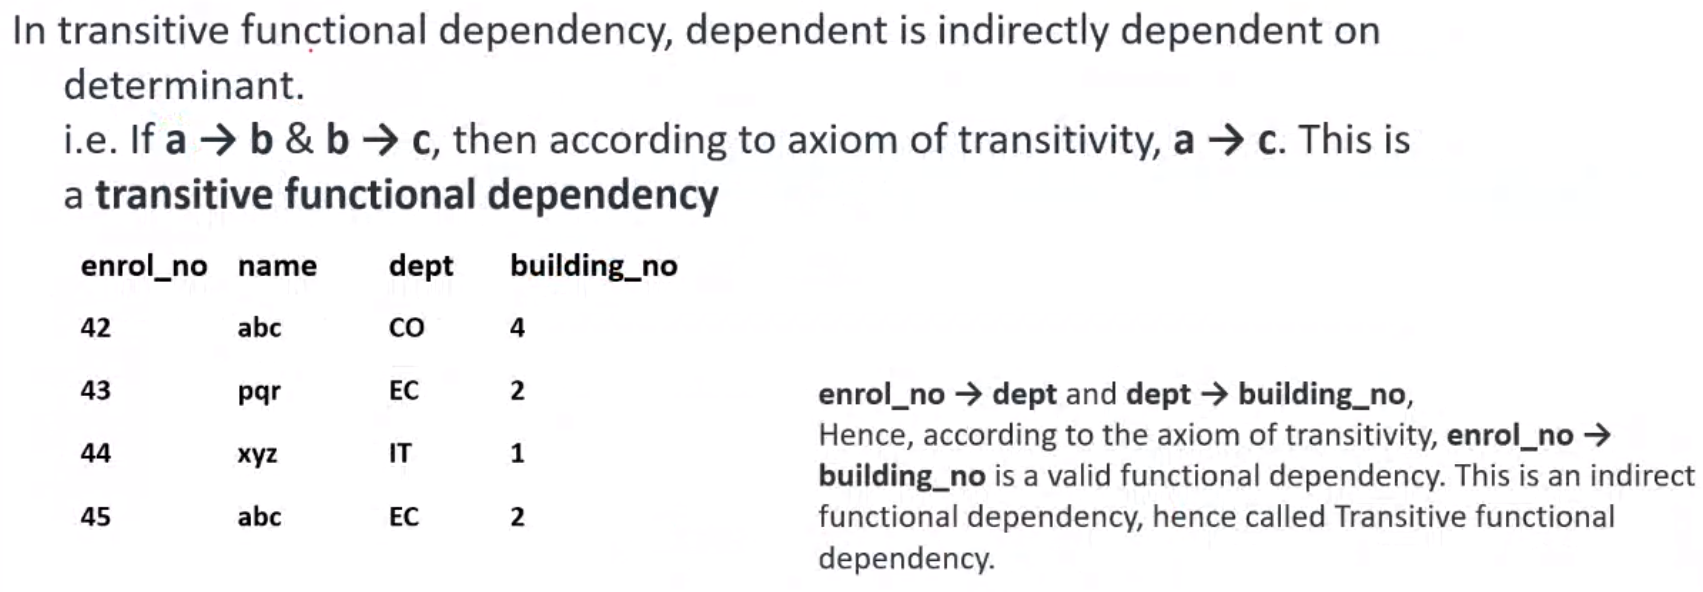 In transitive functional dependency, dependent is indirectly dependent on
determinant.
i.e. If a → b & b → c, then according to axiom of transitivity, a → c. This is
a transitive functional dependency
enrol_no name dept building_no
42 abc CO 4
43 pqr EC 2
44 xyz IT 1
45 abc EC 2
enrol_no → dept and dept → building_no,
Hence, according to the axiom of transitivity, enrol_no →
building_no is a valid functional dependency. This is an indirect
functional dependency, hence called Transitive functional
dependency.